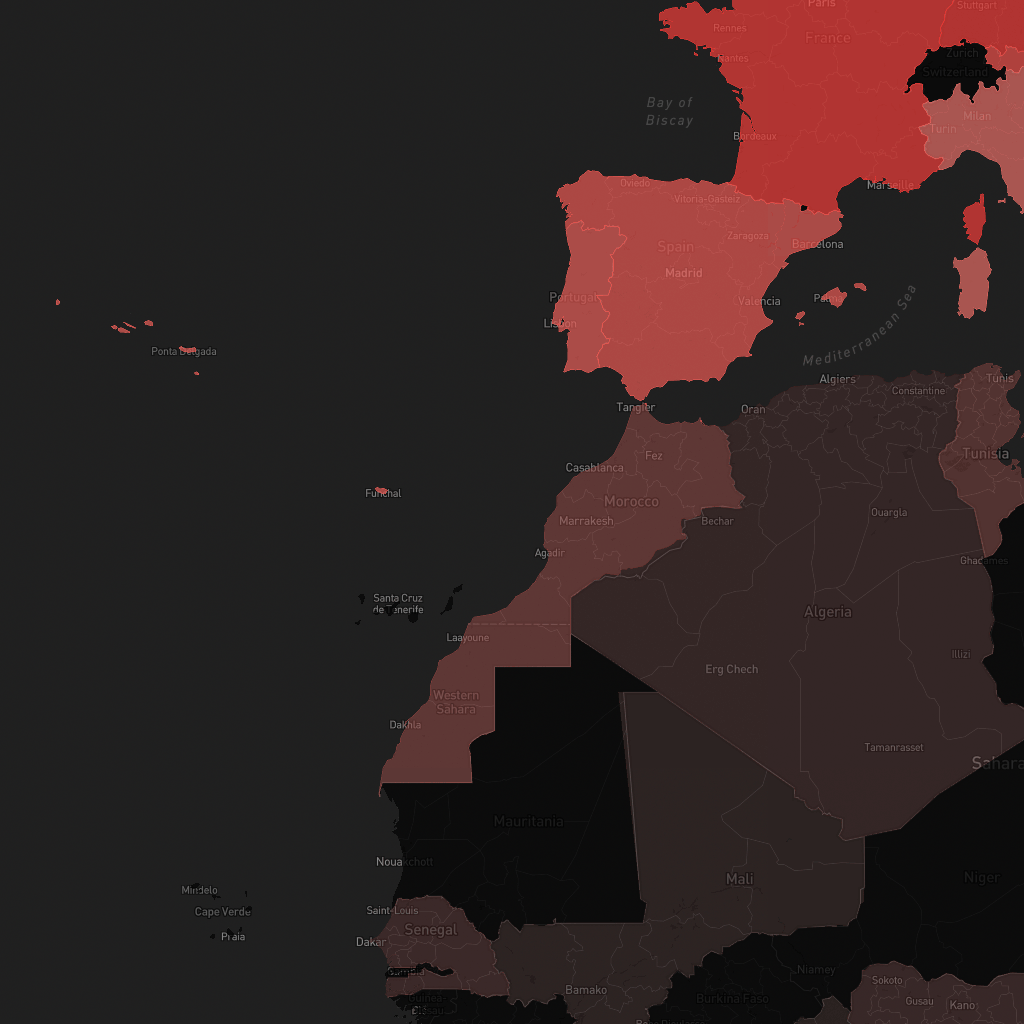 Paris
Stuttgart
Rennes
France
Zurich
Nantes
Switzerland
Bay of
Biscay
Milan
Turin
Bordeaux
Oviedo
Marseille
Vitoria-Gasteiz
Zaragoza
Spain
Barcelona
Madrid
Portugal
Palma
Valencia
Lisbon
Mediterranean Sea
Ponta Delgada
Algiers
Tunis
Constantine
Tangier
Oran
Fez
Tunisia
Casablanca
Funchal
Morocco
Ouargla
Marrakesh
Bechar
Agadir
Ghadames
Santa Cruz
de Tenerife
Algeria
Laayoune
Illizi
Erg Chech
Western
Sahara
Dakhla
Tamanrasset
Sahara
Mauritania
Nouakchott
Mali
Niger
Mindelo
Cape Verde
Saint-Louis
Senegal
Praia
Dakar
Gambia
Niamey
Sokoto
Bamako
Guinea
Bissau
Burkina Faso
Gusau
Kano